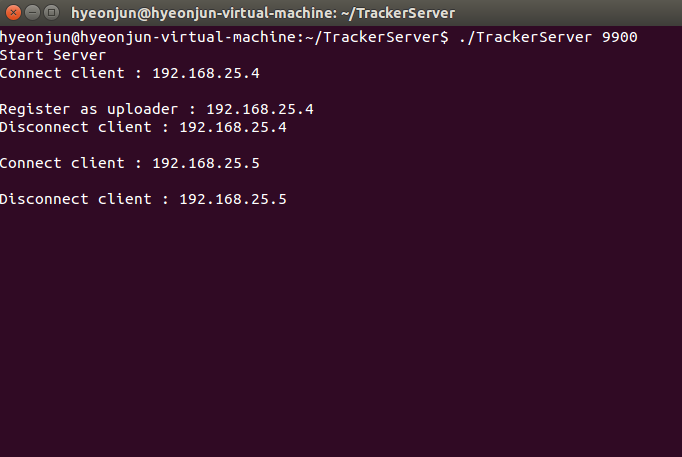 hyeonjun@hyeonjun-virtual-machine: ~/TrackerServer
hyeonjun@hyeonjun-virtual-machine:~/TrackerServer$ ./TrackerServer 9900
Start Server
Connect client : 192.168.25.4
Register as uploader : 192.168.25.4
Disconnect client : 192.168.25.4
Connect client : 192.168.25.5
Disconnect client : 192.168.25.5